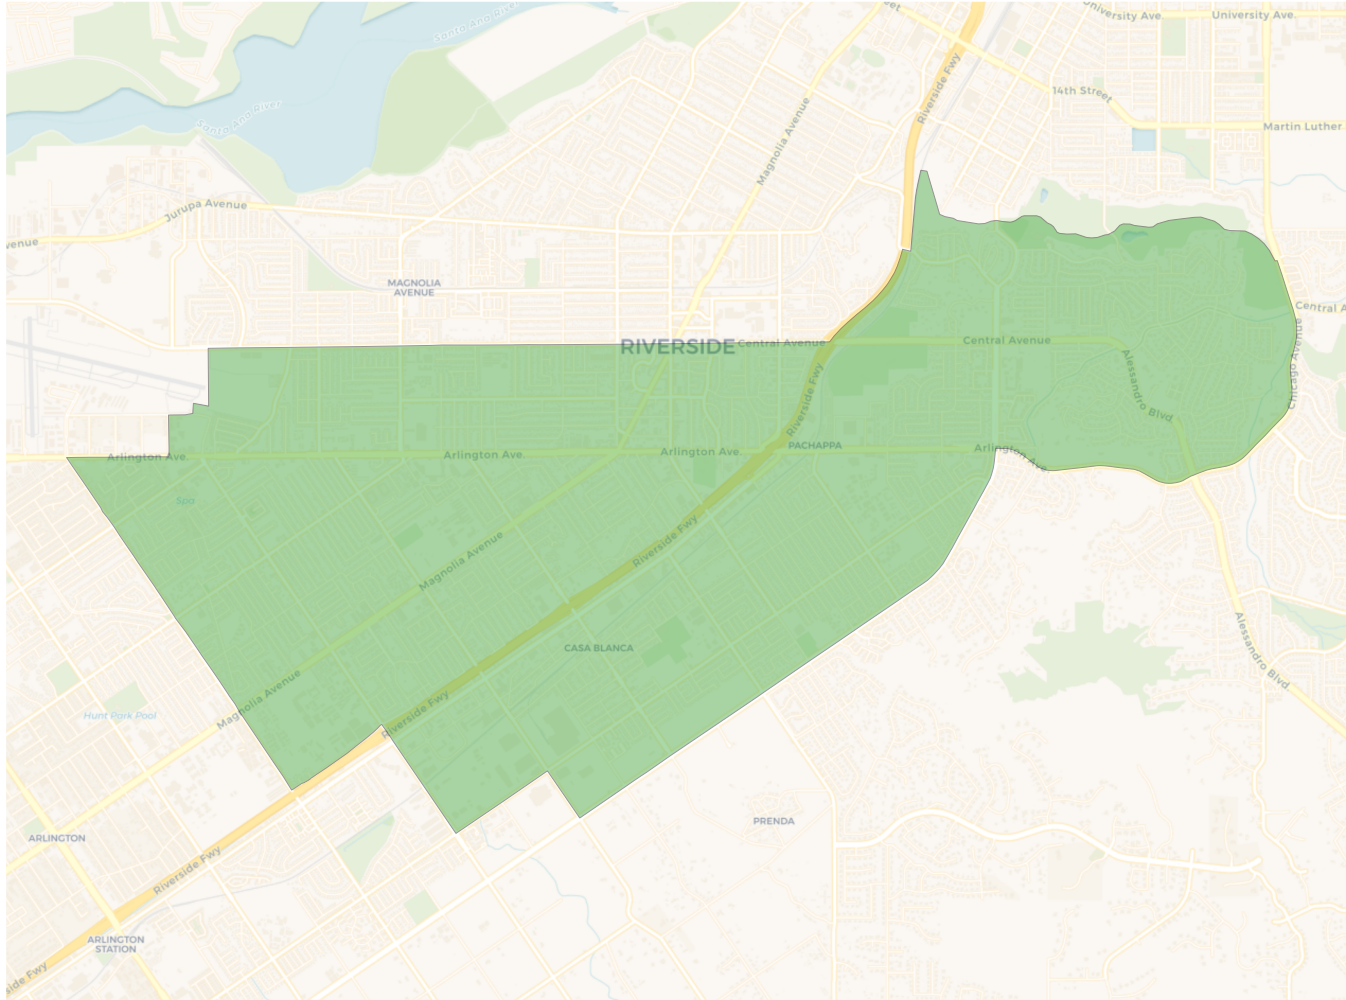 Santa Ana River
University Ave.
University Ave.
Riverside Fwy
14th Street
Martin Luther
Santa Ana River
Magnolia Avenue
Jurupa Avenue
venue
MAGNOLIA
AVENUE
Central A
RIVERSIDE
Central Avenue
Central Avenue
Chicago Avenue
Alessandro Blvd
Riverside Fwy
PACHAPPA
Arlington Ave.
Arlington Ave.
Arlington Ave.
Arlington Ave.
Spa
Riverside Fwy
Magnolia Avenue
CASA BLANCA
Alessandro Blvd
Magnolia Avenue
Riverside Fwy
Hunt Park Pool
PRENDA
ARLINGTON
Riverside Fwy
ARLINGTON
STATION
side Fwy